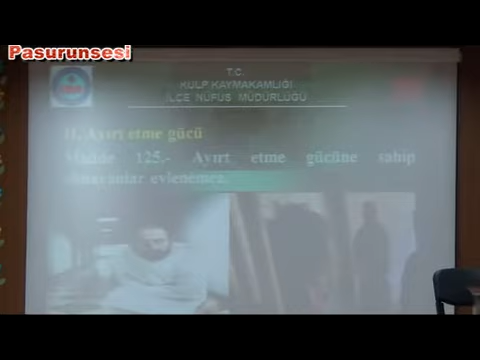 Pasurunsesi
T.C.
KULP KAYMAKAMLIĞI
İLÇE NÜFUS MÜDÜRLÜĞÜ
II. Ayırt etme gücü
Madde 125.- Ayırt etme gücüne sahip
olmayanlar evlenemez.